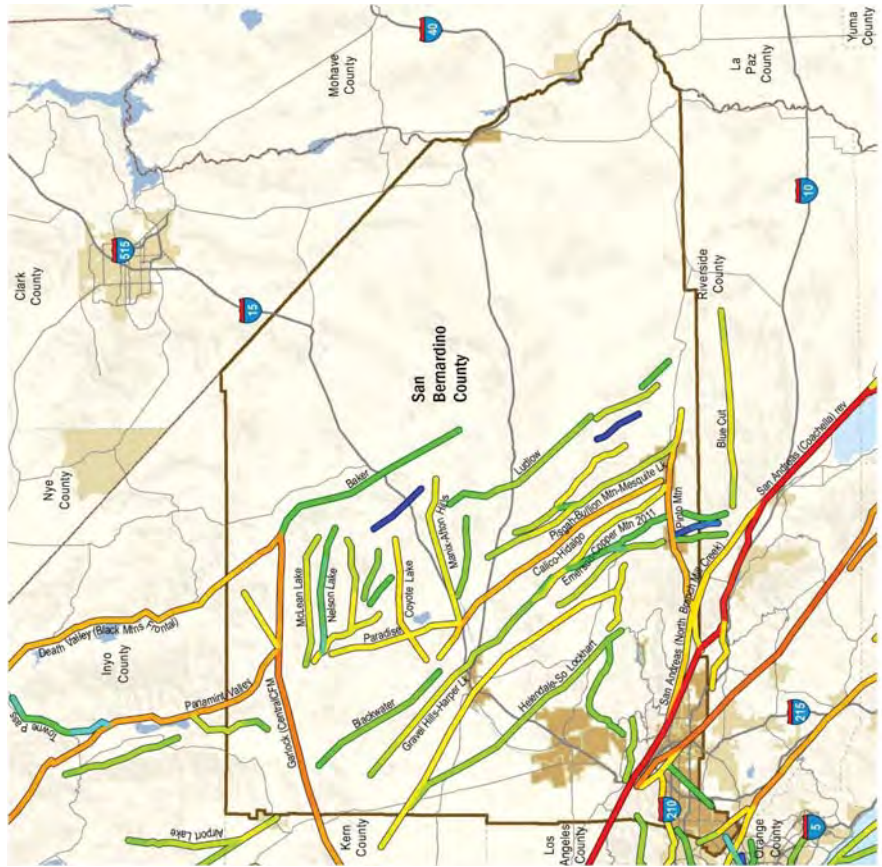 Clark
County
Mohave
County
40
515
Nye
County
15
La
Paz
County
Yuma
County
10
Riverside
County
San
Bernardino
County
Death Valley (Black Mtns Frontal)
Inyo
County
Towne Pass
Panamint Valley
Garlock (CentralCFM
Airport Lake
Kern
County
Baker
McLean Lake
Nelson Lake
Coyote Lake
Paradise
Manix-Afton Hills
Ludlow
Blackwater
Gravel Hills-Harper Lk
Helendale-So Lockhart
Calico-Hidalgo
Pisgah-Bullion Mtn-Mesquite Lk
Emerson-Copper Mtn 2011
Pinto Mtn
Blue Cut
San Andreas (North Branch Mill Creek)
San Andreas (Coachella) rev
Los
Angeles
County
210
215
Orange
County
5